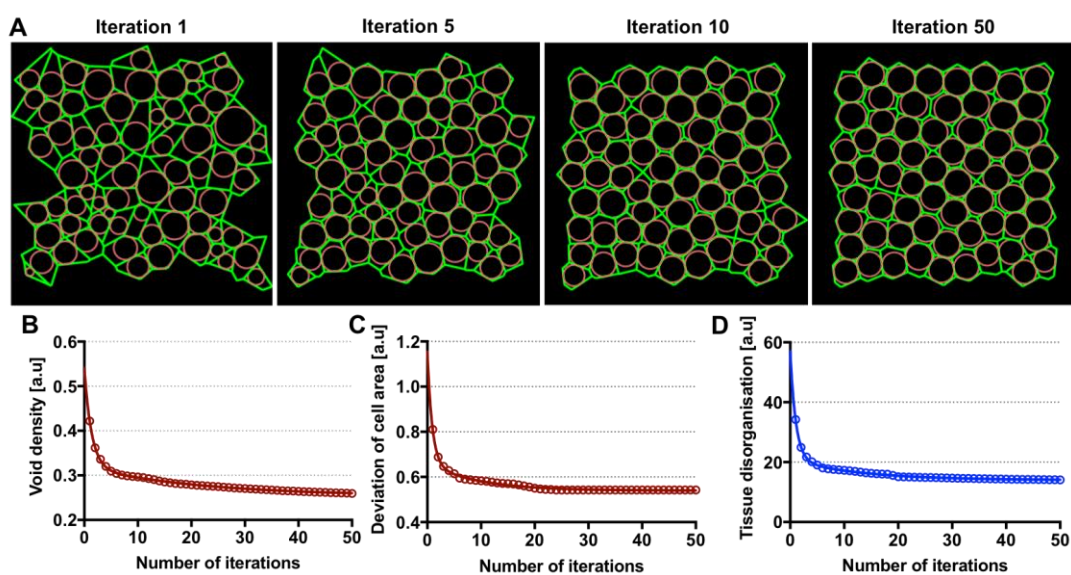 A
Iteration 1
Iteration 5
Iteration 10
Iteration 50
B
Void density [a.u]
0.6
0.5
0.4
0.3
0.2
0 10 20 30 40 50
Number of iterations
C
Deviation of cell area [a.u]
1.2
1.0
0.8
0.6
0.4
0 10 20 30 40 50
Number of iterations
D
Tissue disorganisation [a.u]
60
40
20
0
0 10 20 30 40 50
Number of iterations